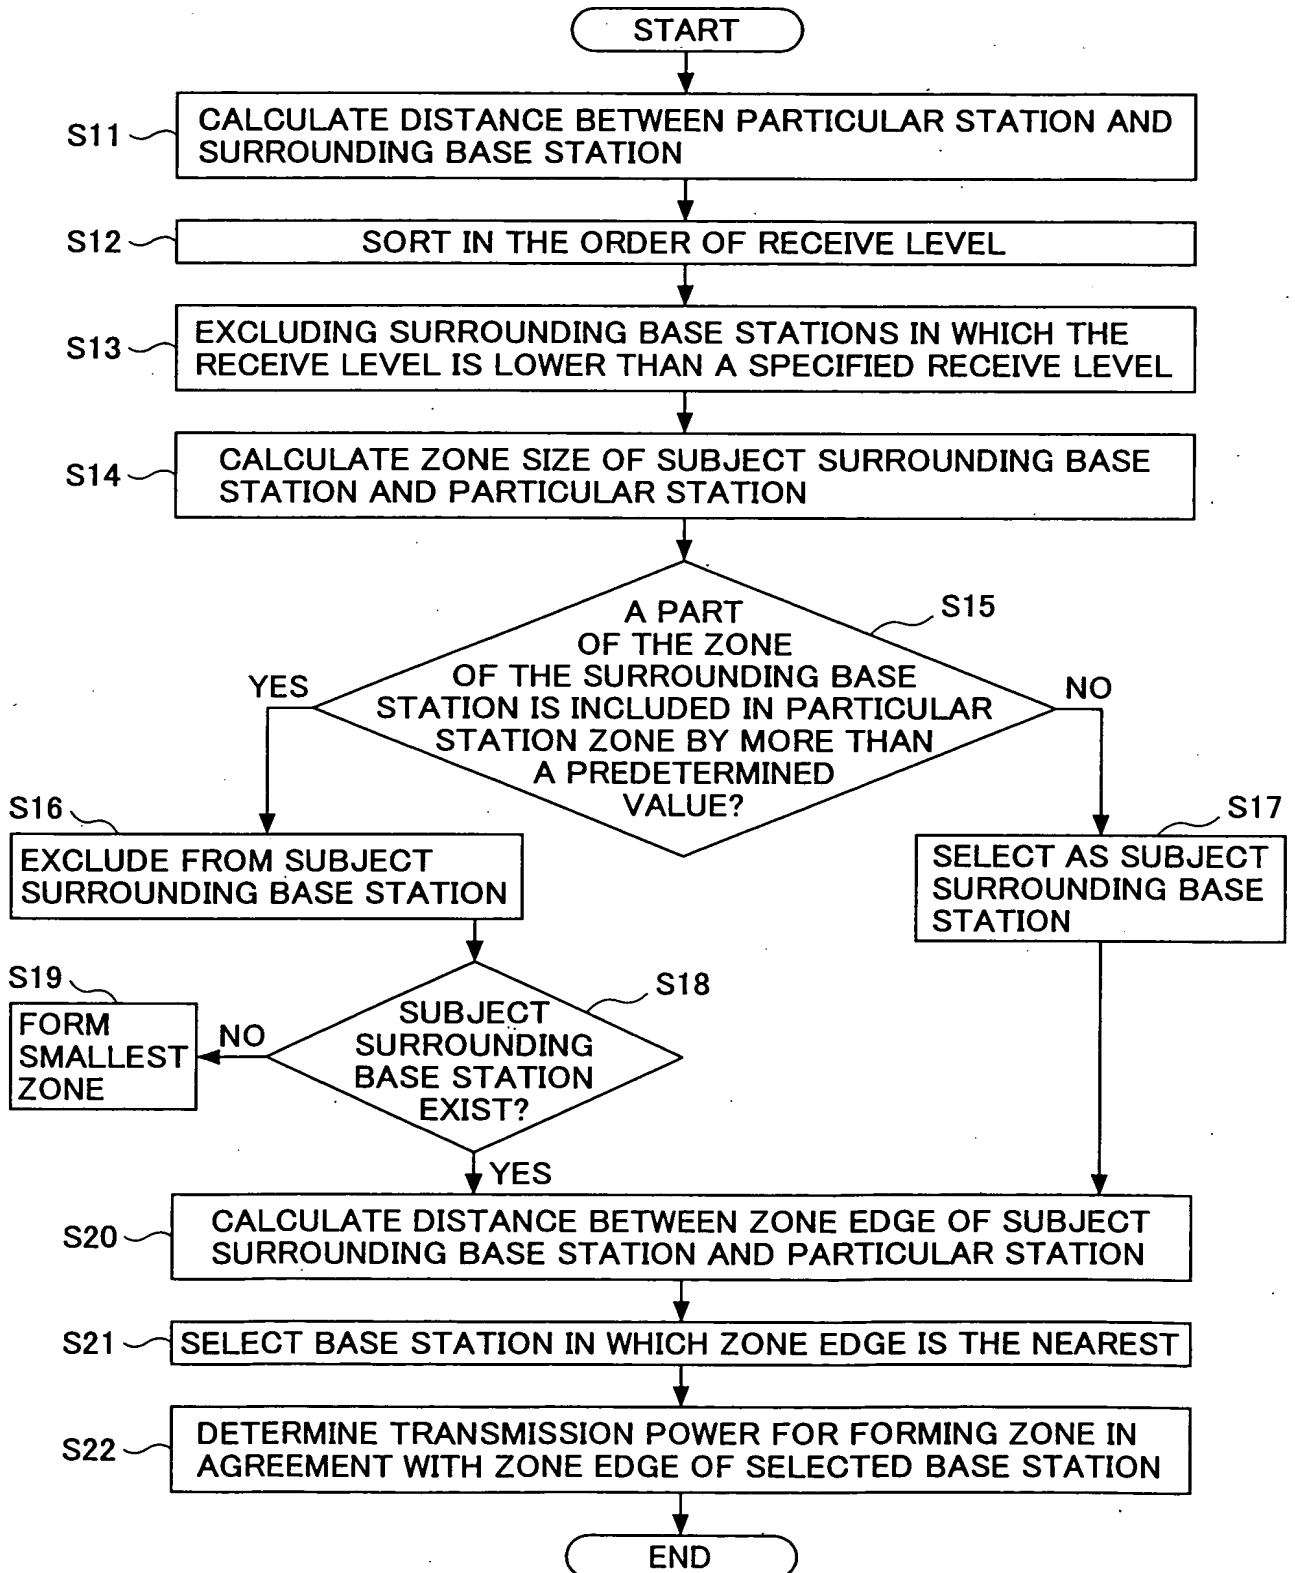 START
S11
CALCULATE DISTANCE BETWEEN PARTICULAR STATION AND
SURROUNDING BASE STATION
S12
SORT IN THE ORDER OF RECEIVE LEVEL
S13
EXCLUDING SURROUNDING BASE STATIONS IN WHICH THE
RECEIVE LEVEL IS LOWER THAN A SPECIFIED RECEIVE LEVEL
S14
CALCULATE ZONE SIZE OF SUBJECT SURROUNDING BASE
STATION AND PARTICULAR STATION
S15
A PART
OF THE ZONE
OF THE SURROUNDING BASE
STATION IS INCLUDED IN PARTICULAR
STATION ZONE BY MORE THAN
A PREDETERMINED
VALUE?
YES
NO
S16
EXCLUDE FROM SUBJECT
SURROUNDING BASE STATION
S17
SELECT AS SUBJECT
SURROUNDING BASE
STATION
S18
SUBJECT
SURROUNDING
BASE STATION
EXIST?
NO
S19
FORM
SMALLEST
ZONE
YES
S20
CALCULATE DISTANCE BETWEEN ZONE EDGE OF SUBJECT
SURROUNDING BASE STATION AND PARTICULAR STATION
S21
SELECT BASE STATION IN WHICH ZONE EDGE IS THE NEAREST
S22
DETERMINE TRANSMISSION POWER FOR FORMING ZONE IN
AGREEMENT WITH ZONE EDGE OF SELECTED BASE STATION
END